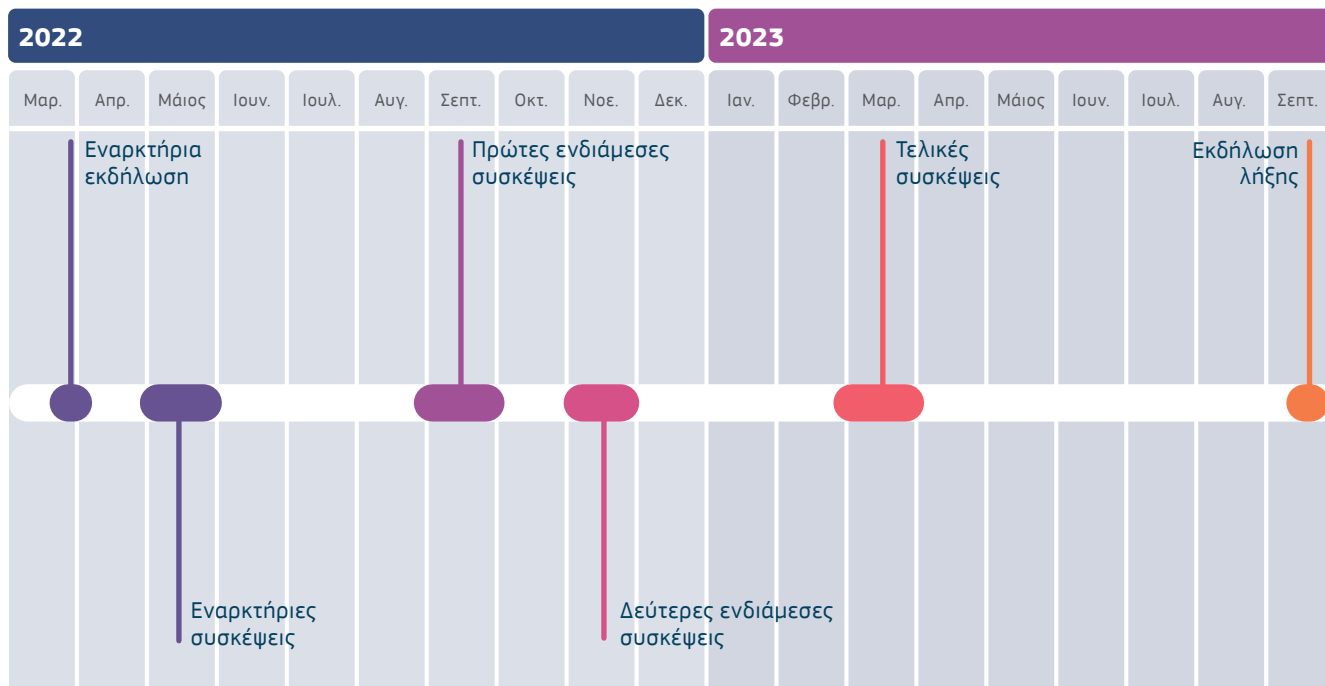 2022
2023
Μαρ.
Απρ.
Μάιος
Ιουν.
Ιουλ.
Αυγ.
Σεπτ.
Οκτ.
Νοε.
Δεκ.
Ιαν.
Φεβρ.
Μαρ.
Απρ.
Μάιος
Ιουν.
Ιουλ.
Αυγ.
Σεπτ.
Εναρκτήρια
εκδήλωση
Πρώτες ενδιάμεσες
συσκέψεις
Τελικές
συσκέψεις
Εκδήλωση
λήξης
Εναρκτήριες
συσκέψεις
Δεύτερες ενδιάμεσες
συσκέψεις